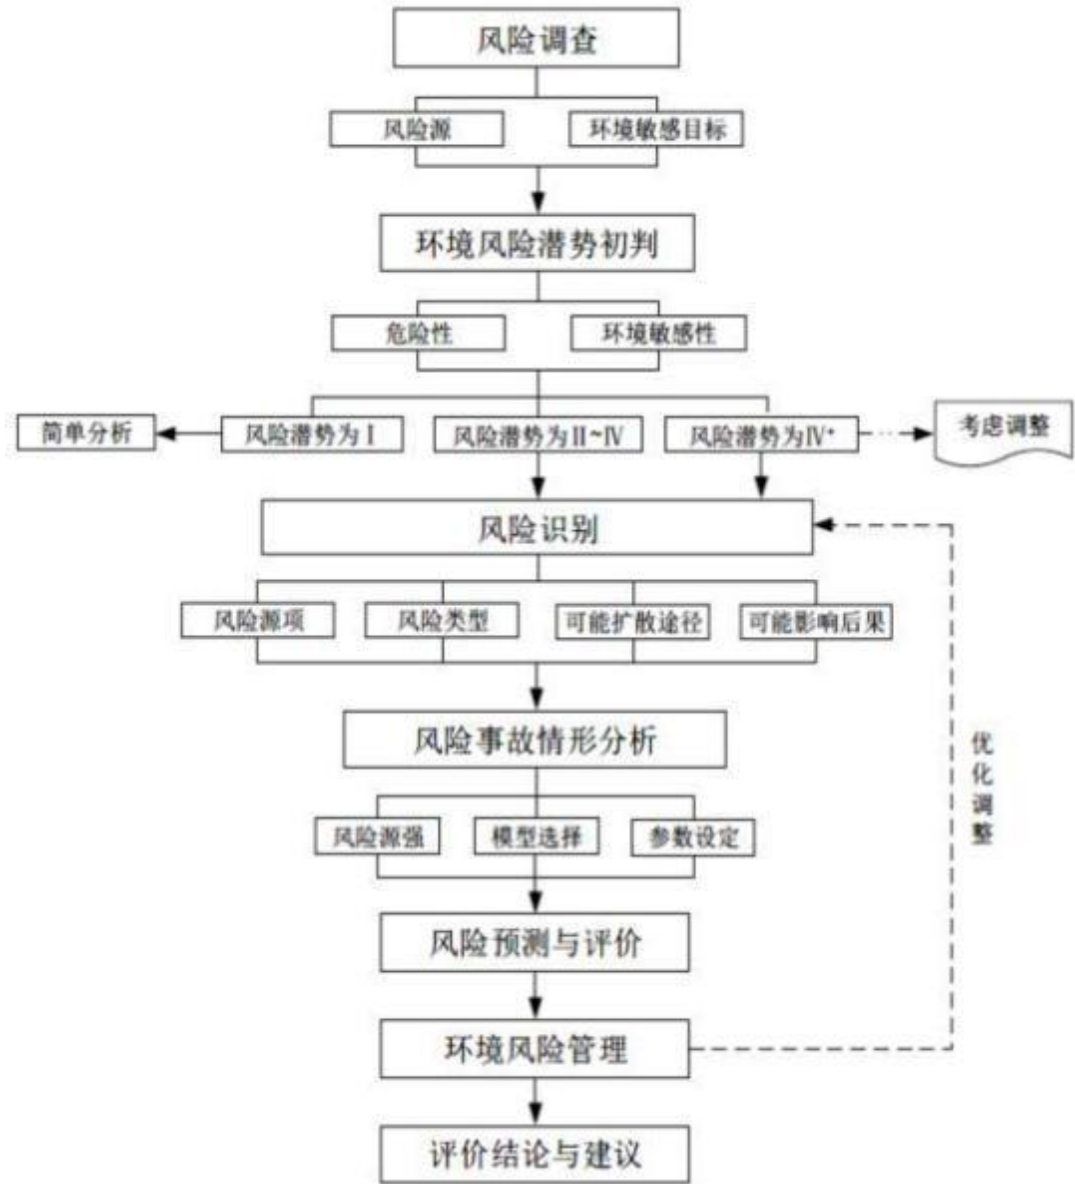 风险调查
风险源
环境敏感目标
环境风险潜势初判
危险性
环境敏感性
简单分析
风险潜势为Ⅰ
风险潜势为Ⅱ~Ⅳ
风险潜势为Ⅳ⁺
考虑调整
风险识别
风险源项
风险类型
可能扩散途径
可能影响后果
风险事故情形分析
优化调整
风险源强
模型选择
参数设定
风险预测与评价
环境风险管理
评价结论与建议